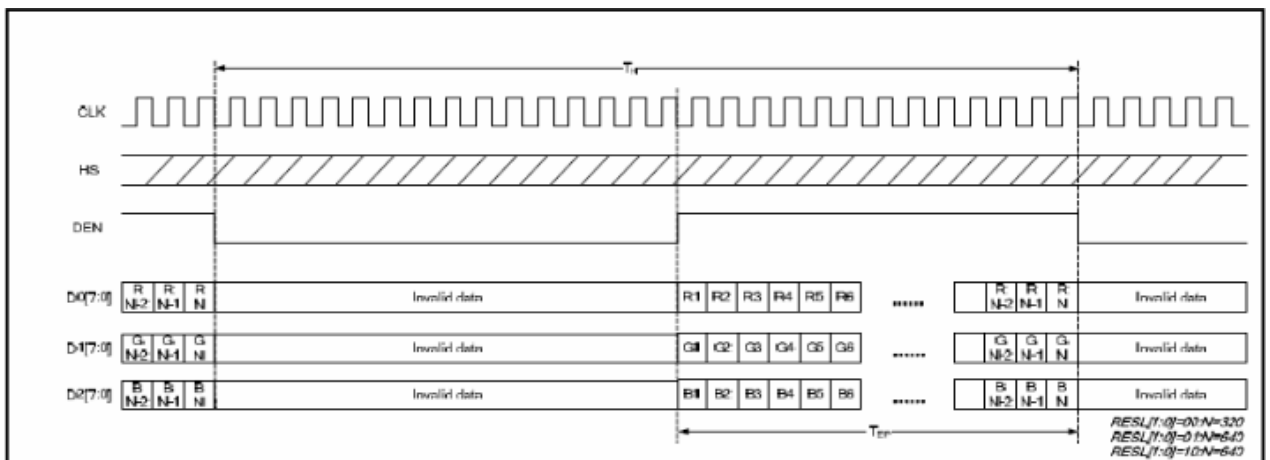 TH
CLK
HS
DEN
D0[7:0] R N-2 R N-1 R N Invalid data R1 R2 R3 R4 R5 R6 ...... R N-2 R N-1 R N Invalid data
D1[7:0] G N-2 G N-1 G N Invalid data G1 G2 G3 G4 G5 G6 ...... G N-2 G N-1 G N Invalid data
D2[7:0] B N-2 B N-1 B N Invalid data B1 B2 B3 B4 B5 B6 ...... B N-2 B N-1 B N Invalid data
TEP
RESL[1:0]=00:N=320
RESL[1:0]=01:N=640
RESL[1:0]=10:N=640